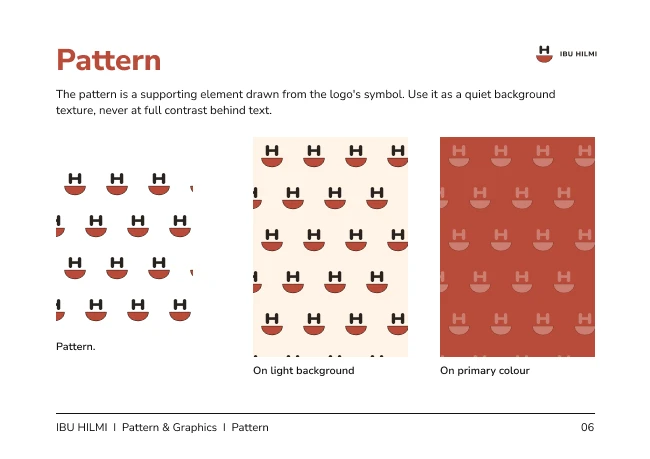 Pattern
H
IBU HILMI
The pattern is a supporting element drawn from the logo's symbol. Use it as a quiet background
texture, never at full contrast behind text.
Pattern.
On light background
On primary colour
IBU HILMI I Pattern & Graphics I Pattern
06